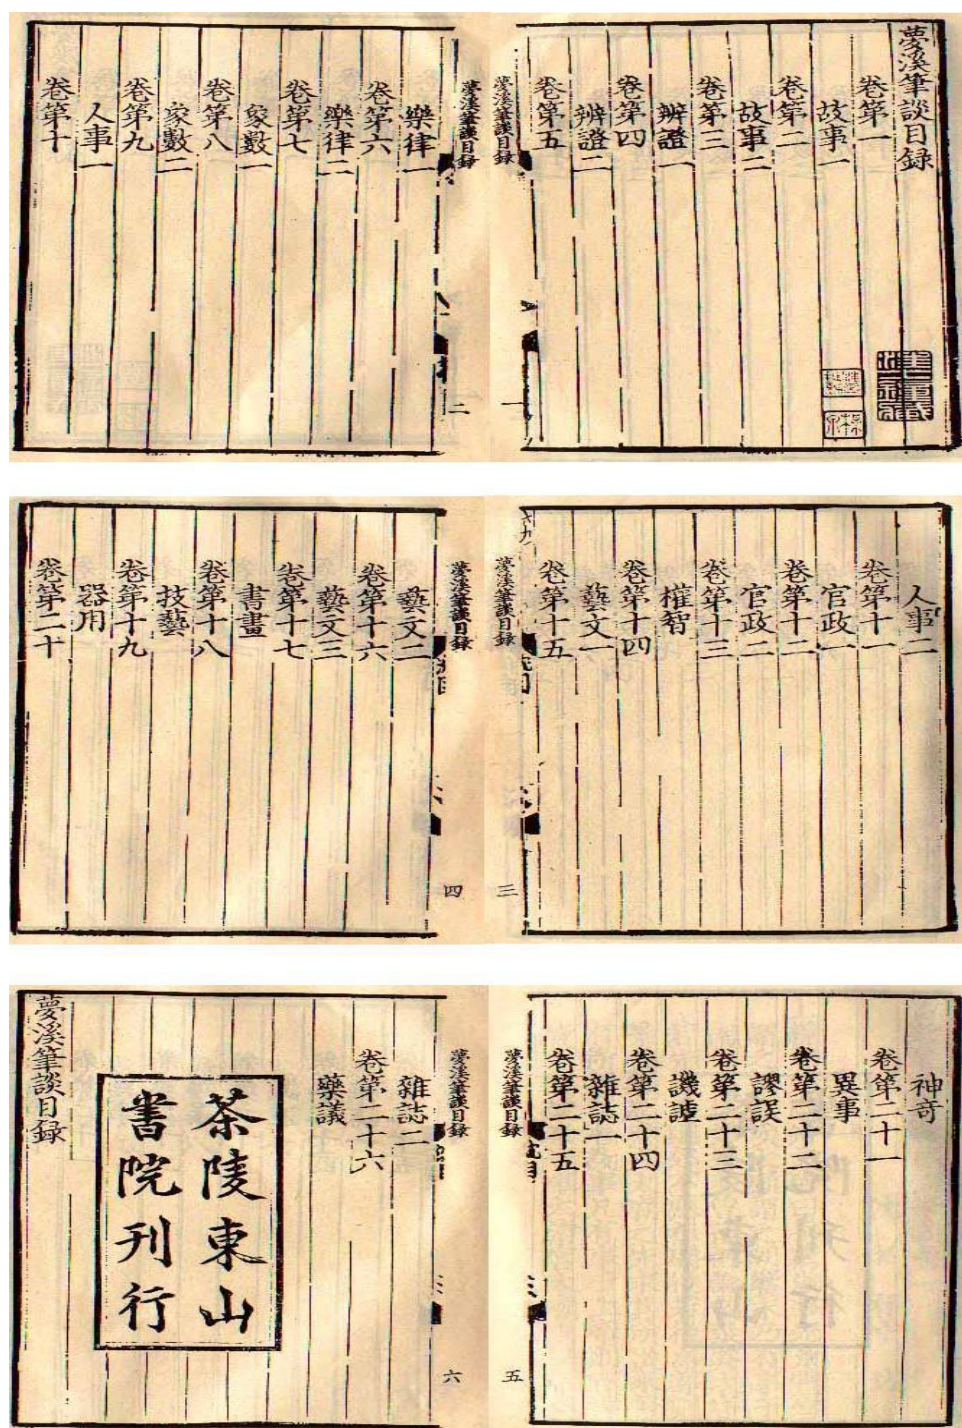 夢溪筆談目録
卷第一
故事一
卷第二
故事二
卷第三
辨證一
卷第四
辨證二
卷第五
夢溪筆談目録
一
夢溪筆談目録
二
樂律一
卷第六
樂律二
卷第七
象數一
卷第八
象數二
卷第九
人事一
卷第十
人事二
卷第十一
官政一
卷第十二
官政二
卷第十三
權智
卷第十四
藝文一
卷第十五
夢溪筆談目録
三
夢溪筆談目録
四
藝文二
卷第十六
藝文三
卷第十七
書畫
卷第十八
技藝
卷第十九
器用
卷第二十
神奇
卷第二十一
異事
卷第二十二
謬誤
卷第二十三
譏謔
卷第二十四
雜誌一
卷第二十五
夢溪筆談目録
五
夢溪筆談目録
六
雜誌二
卷第二十六
藥議
茶陵東山
書院刊行
夢溪筆談目録